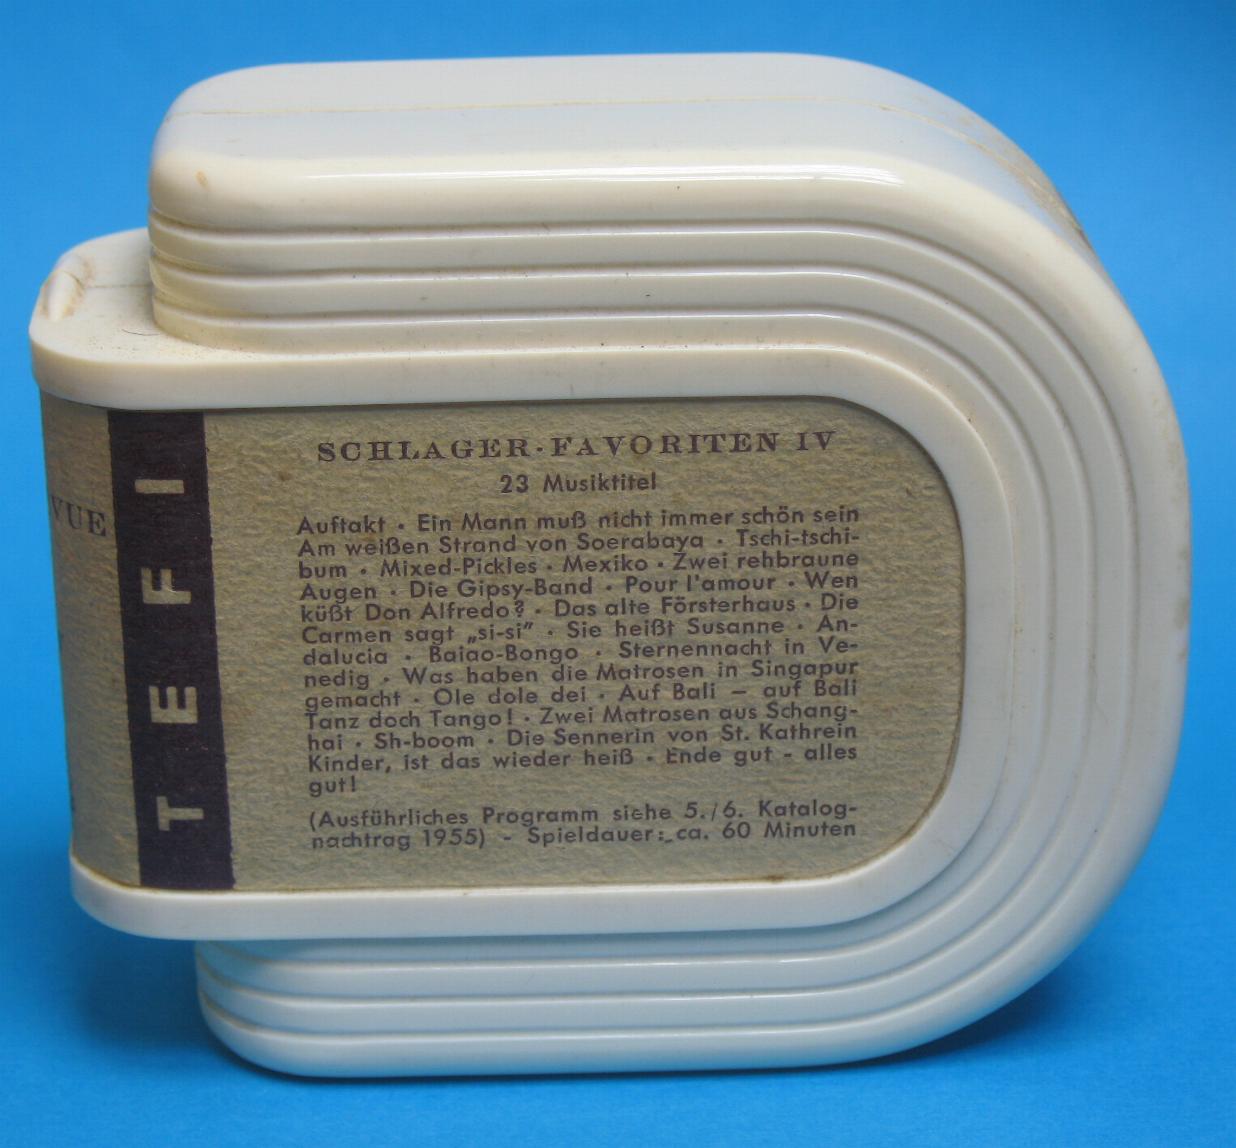 VUE
TEFI
SCHLAGER·FAVORITEN IV
23 Musiktitel
Auftakt · Ein Mann muß nicht immer schön sein
Am weißen Strand von Soerabaya · Tschi-tschi-
bum · Mixed-Pickles · Mexiko · Zwei rehbraune
Augen · Die Gipsy-Band · Pour l'amour · Wen
küßt Don Alfredo? · Das alte Försterhaus · Die
Carmen sagt „si-si" · Sie heißt Susanne · An-
dalucia · Baiao-Bongo · Sternennacht in Ve-
nedig · Was haben die Matrosen in Singapur
gemacht · Ole dole dei · Auf Bali — auf Bali
Tanz doch Tango! · Zwei Matrosen aus Schang-
hai · Sh-boom · Die Sennerin von St. Kathrein
Kinder, ist das wieder heiß · Ende gut - alles
gut!
(Ausführliches Programm siehe 5./6. Katalog-
nachtrag 1955) - Spieldauer: ca. 60 Minuten